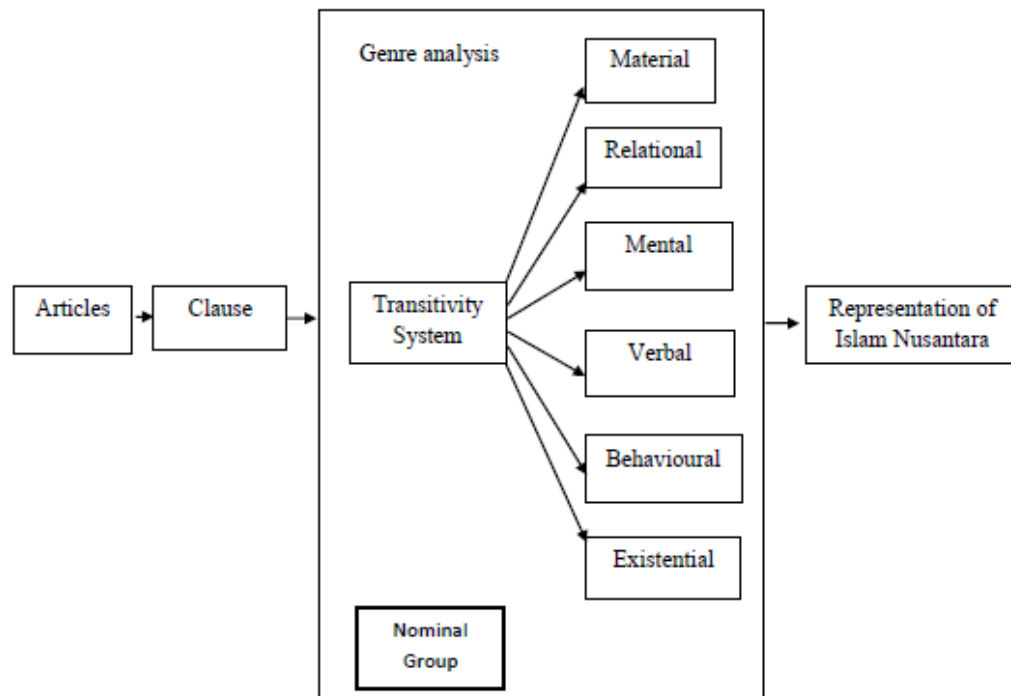 Genre analysis
Material
Relational
Mental
Articles
Clause
Transitivity
System
Representation of
Islam Nusantara
Verbal
Behavioural
Existential
Nominal
Group